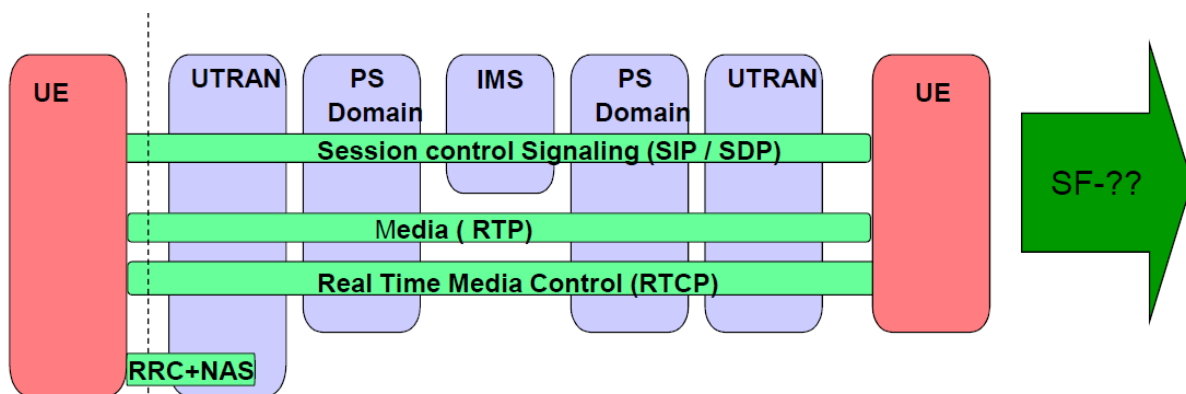 UE
UTRAN
PS
Domain
IMS
PS
Domain
UTRAN
UE
Session control Signaling (SIP / SDP)
Media ( RTP)
Real Time Media Control (RTCP)
RRC+NAS
SF-??